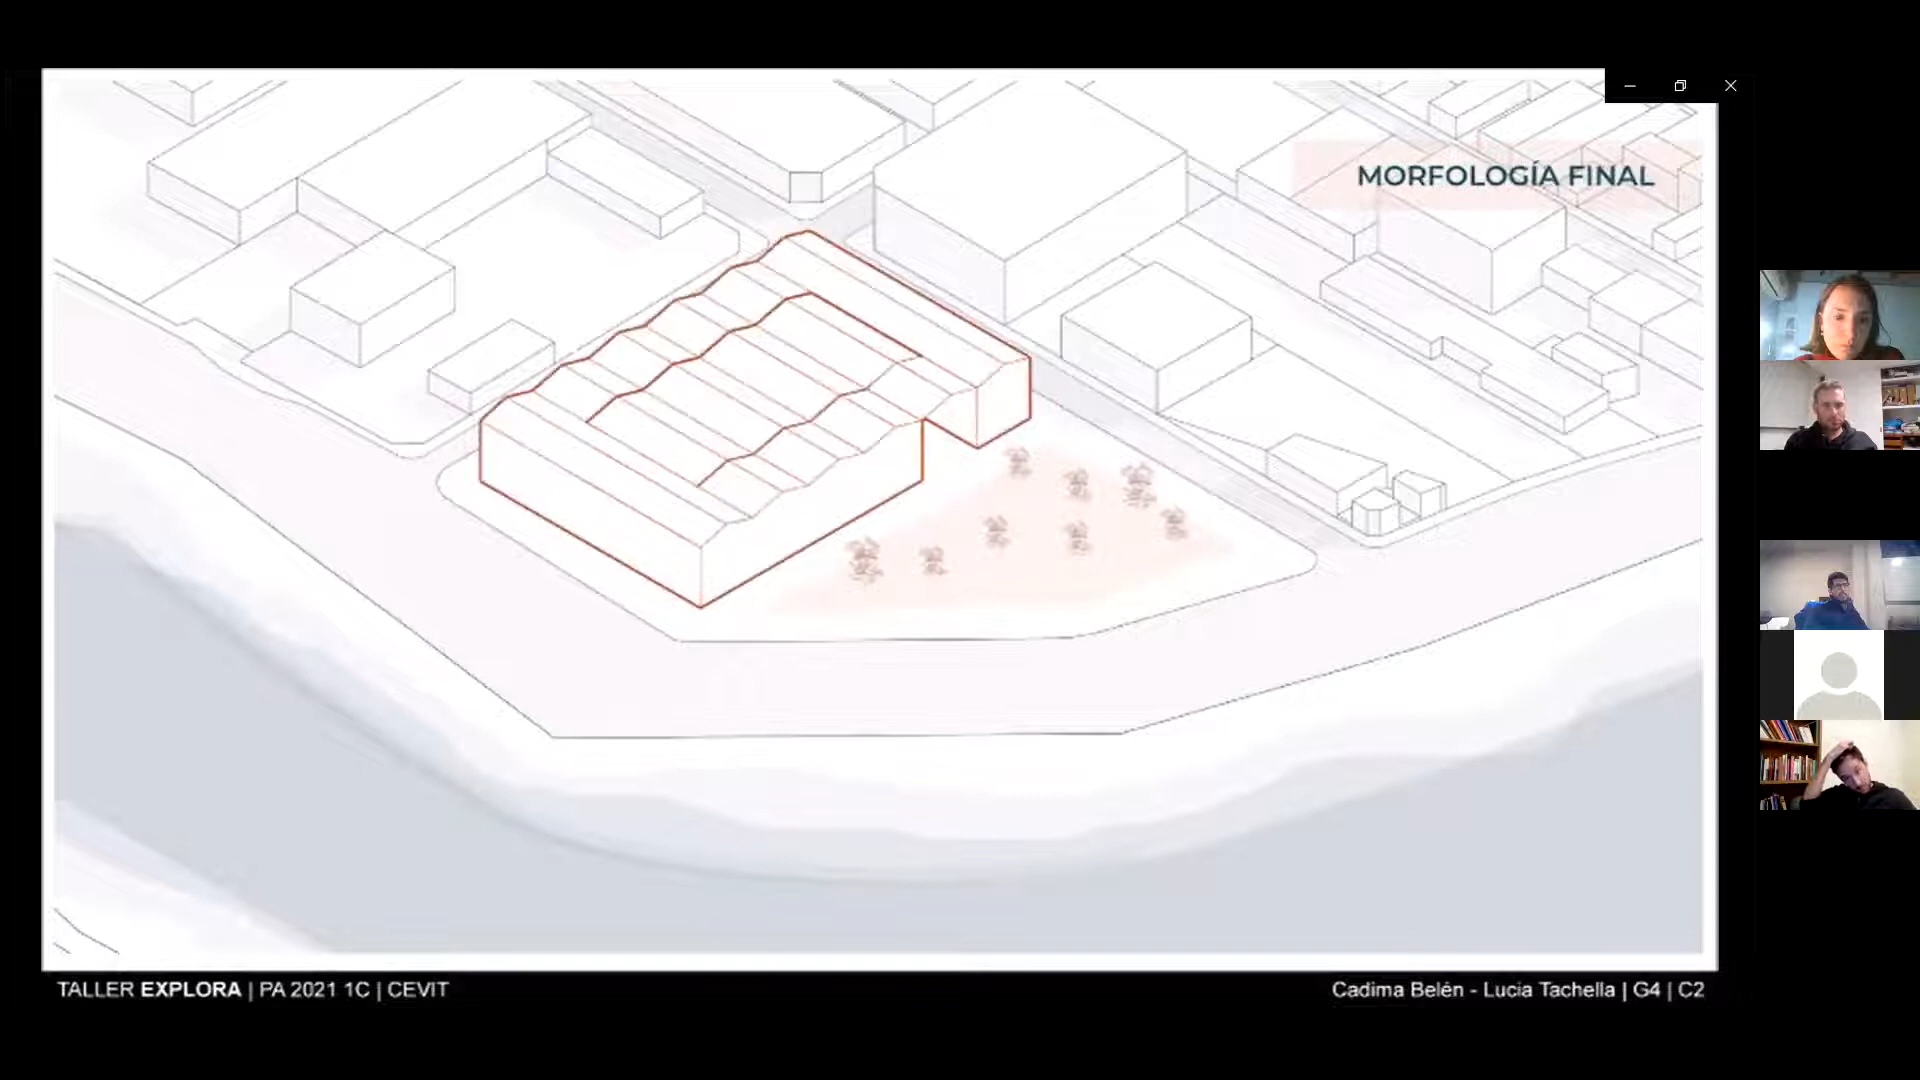 MORFOLOGÍA FINAL
TALLER EXPLORA | PA 2021 1C | CEVIT
Cadima Belén - Lucia Tachella | G4 | C2